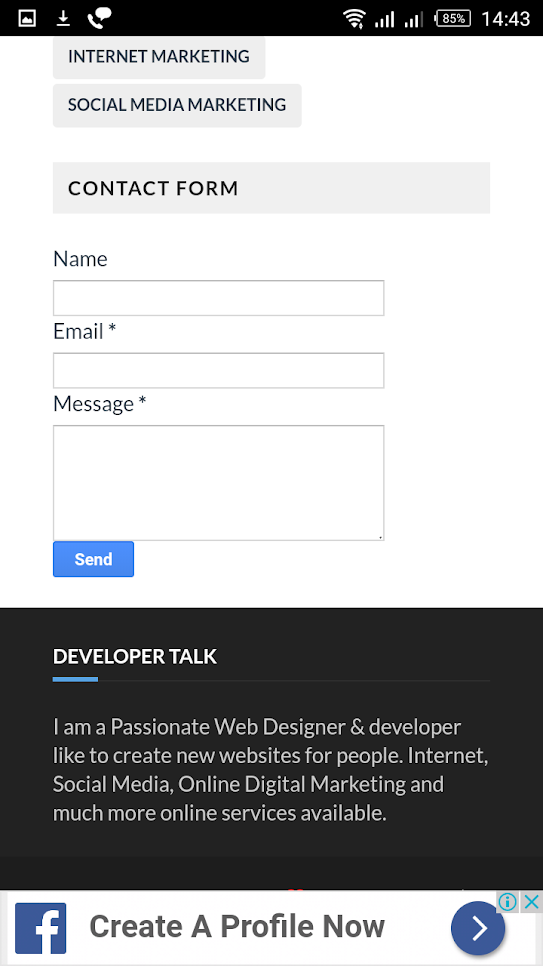 85% 14:43
INTERNET MARKETING
SOCIAL MEDIA MARKETING
CONTACT FORM
Name
Email *
Message *
Send
DEVELOPER TALK
I am a Passionate Web Designer & developer
like to create new websites for people. Internet,
Social Media, Online Digital Marketing and
much more online services available.
Create A Profile Now